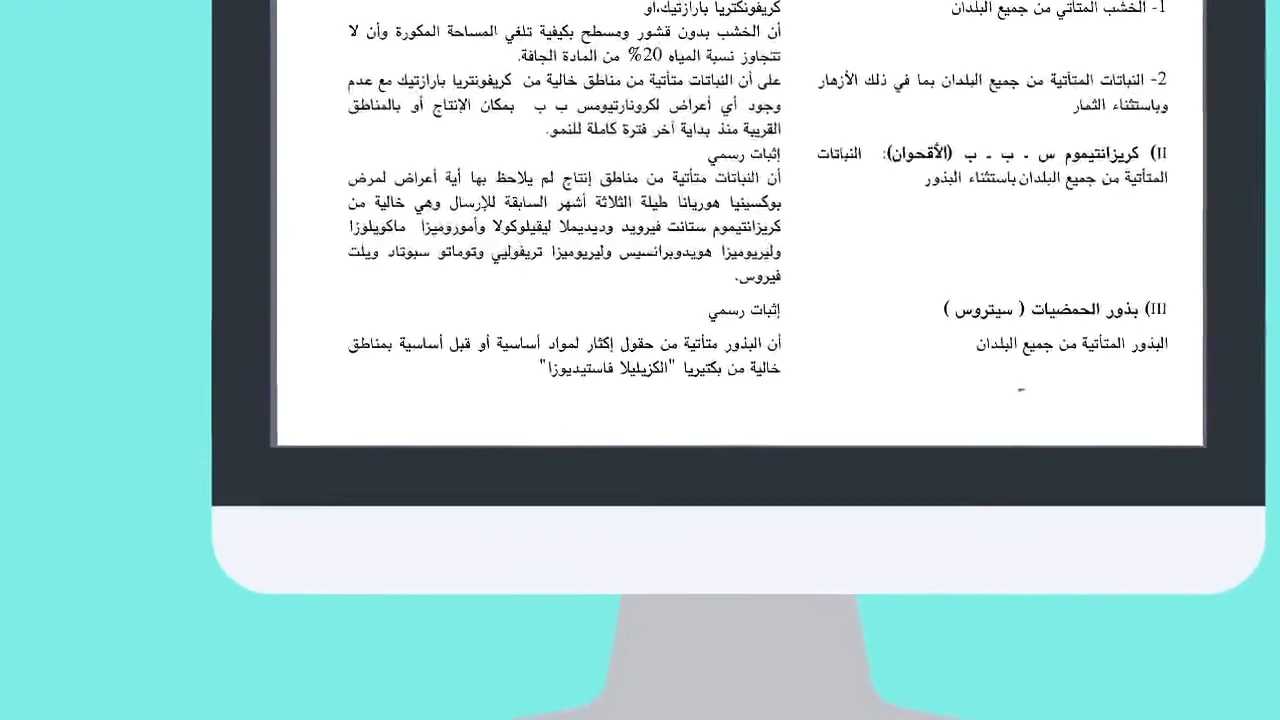 1- الخشب المتأتي من جميع البلدان
2- النباتات المتأتية من جميع البلدان بما في ذلك الأزهار
وباستثناء الثمار
II) كريزانتيموم س - ب - ب (الأقحوان): النباتات
المتأتية من جميع البلدان باستثناء البذور
III) بذور الحمضيات ( سيتروس )
البذور المتأتية من جميع البلدان
كريفونكتريا بارازتيك،أو
أن الخشب بدون قشور ومسطح بكيفية تلغي المساحة المكورة وأن لا
تتجاوز نسبة المياه 20% من المادة الجافة.
على أن النباتات متأتية من مناطق خالية من كريفونتريا بارازتيك مع عدم
وجود أي أعراض لكرونارتيومس ب ب بمكان الإنتاج أو بالمناطق
القريبة منذ بداية آخر فترة كاملة للنمو.
إثبات رسمي
أن النباتات متأتية من مناطق إنتاج لم يلاحظ بها أية أعراض لمرض
بوكسينيا هوريانا طيلة الثلاثة أشهر السابقة للإرسال وهي خالية من
كريزانتيموم ستانت فيرويد وديديملا ليقيلوكولا وأموروميزا ماكويلوزا
وليريوميزا هويدوبرانسيس وليريوميزا تريفوليي وتوماتو سبوتاد ويلت
فيروس.
إثبات رسمي
أن البذور متأتية من حقول إكثار لمواد أساسية أو قبل أساسية بمناطق
خالية من بكتيريا "الكزيليلا فاستيديوزا"